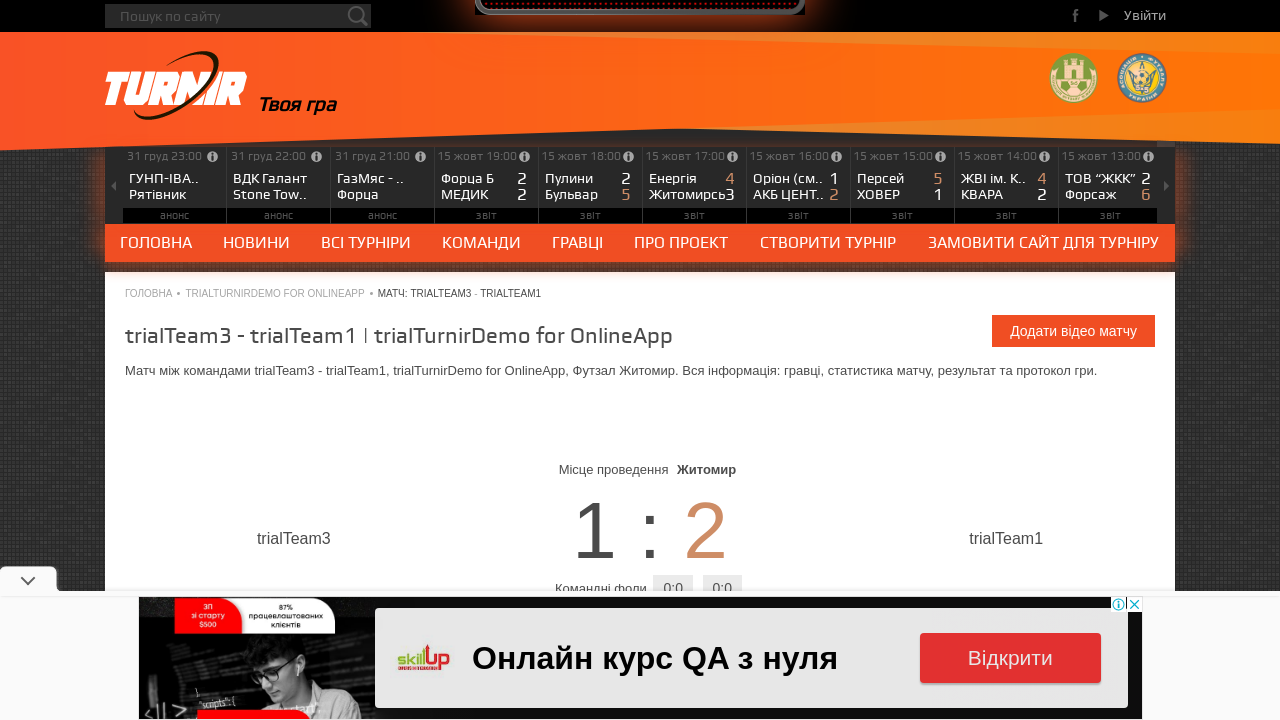 Пошук по сайту
Увійти
TURNIR
Твоя гра
31 груд 23:00 31 груд 22:00 31 груд 21:00 15 жовт 19:00 15 жовт 18:00 15 жовт 17:00 15 жовт 16:00 15 жовт 15:00 15 жовт 14:00 15 жовт 13:00
ГУНП-ІВА.. ВДК Галант ГазМяс - .. Форца Б 2 Пулини 2 Енергія 4 Оріон (см.. 1 Персей 5 ЖВІ ім. К.. 4 ТОВ “ЖКК” 2
Рятівник Stone Tow.. Форца МЕДИК 2 Бульвар 5 Житомирсь 3 АКБ ЦЕНТ.. 2 ХОВЕР 1 КВАРА 2 Форсаж 6
анонс анонс анонс звіт звіт звіт звіт звіт звіт звіт
ГОЛОВНА НОВИНИ ВСІ ТУРНІРИ КОМАНДИ ГРАВЦІ ПРО ПРОЕКТ СТВОРИТИ ТУРНІР ЗАМОВИТИ САЙТ ДЛЯ ТУРНІРУ
ГОЛОВНА • TRIALTURNIRDEMO FOR ONLINEAPP • МАТЧ: TRIALTEAM3 - TRIALTEAM1
trialTeam3 - trialTeam1 | trialTurnirDemo for OnlineApp
Додати відео матчу
Матч між командами trialTeam3 - trialTeam1, trialTurnirDemo for OnlineApp, Футзал Житомир. Вся інформація: гравці, статистика матчу, результат та протокол гри.
Місце проведення Житомир
trialTeam3 1 : 2 trialTeam1
Командні фоли 0:0 0:0
ЗП
зі старту
$500
87%
працевлаштованих
клієнтів
skillup
Онлайн курс QA з нуля
Відкрити